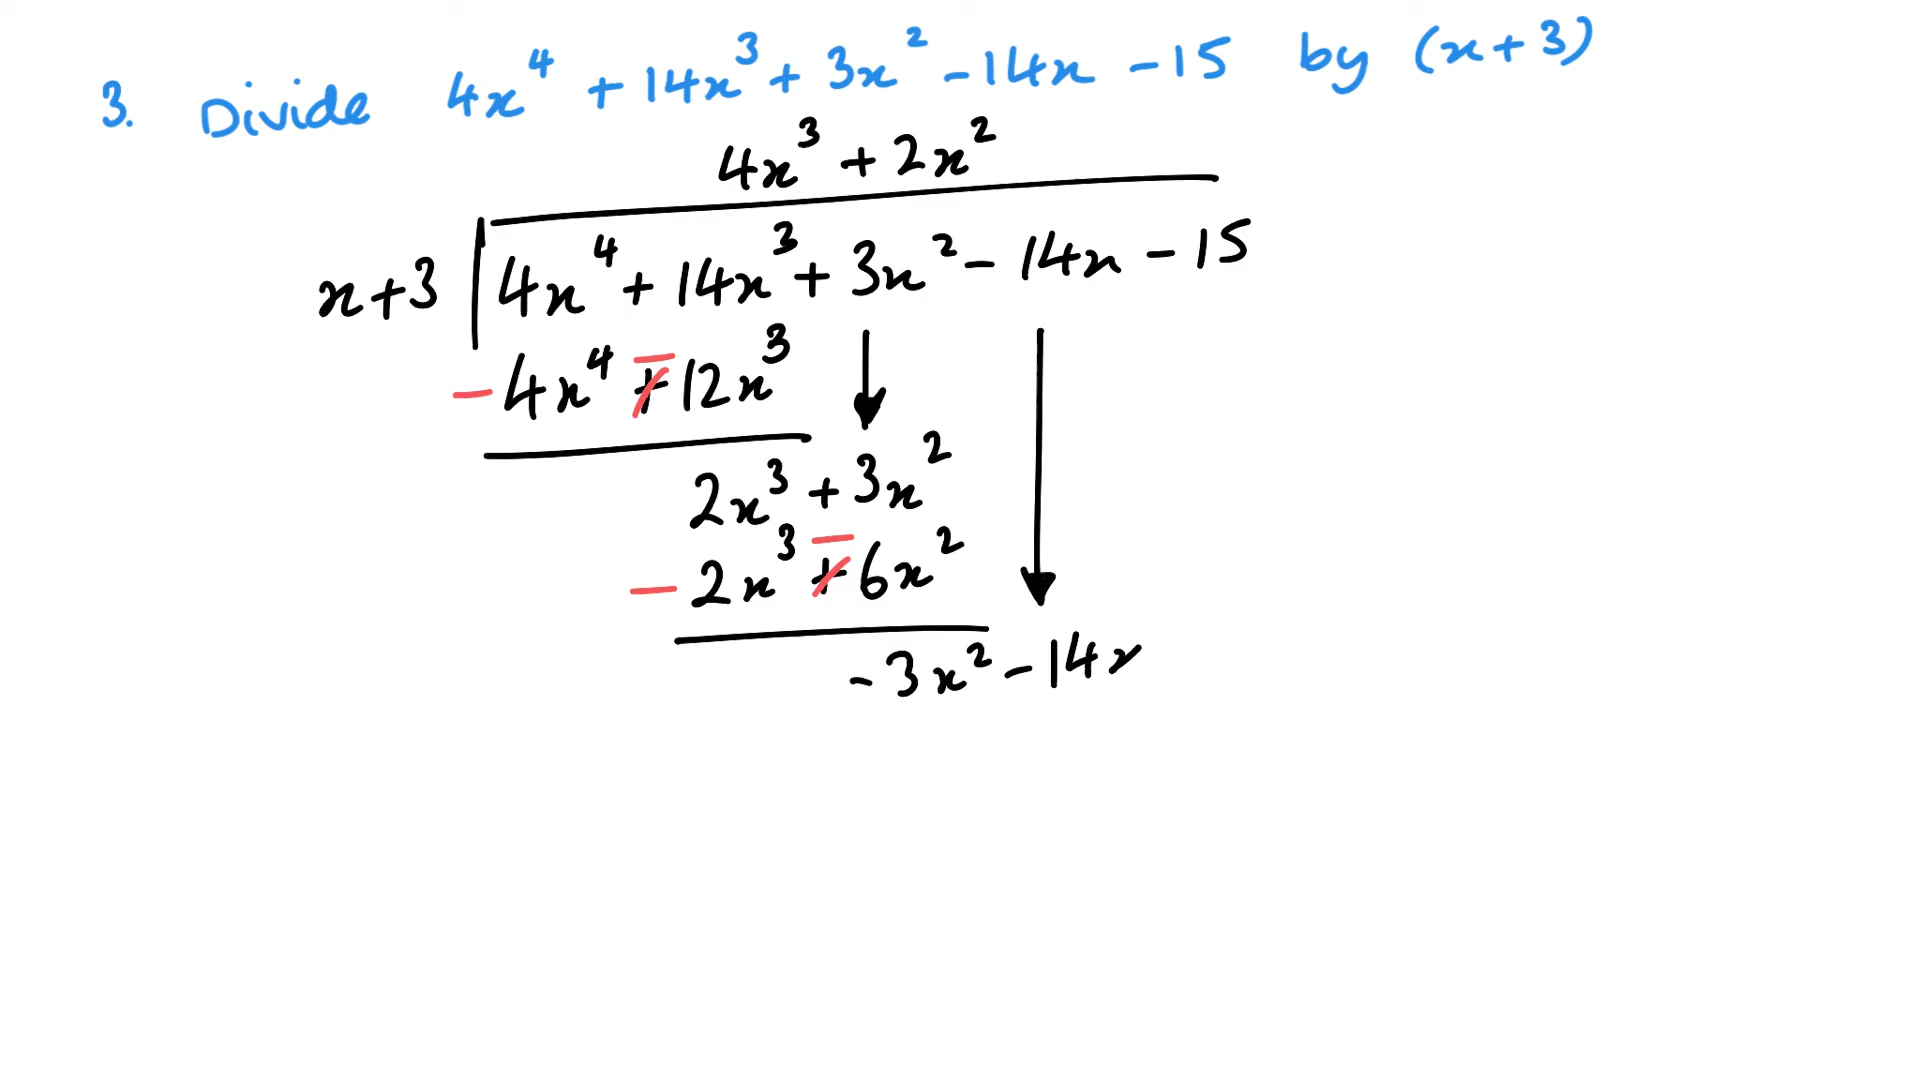 3. Divide 4x⁴ + 14x³ + 3x² - 14x - 15 by (x+3)
4x³ + 2x²
x+3 4x⁴ + 14x³ + 3x² - 14x - 15
- 4x⁴ + - 12x³
2x³ + 3x²
- 2x³ + - 6x²
- 3x² - 14x